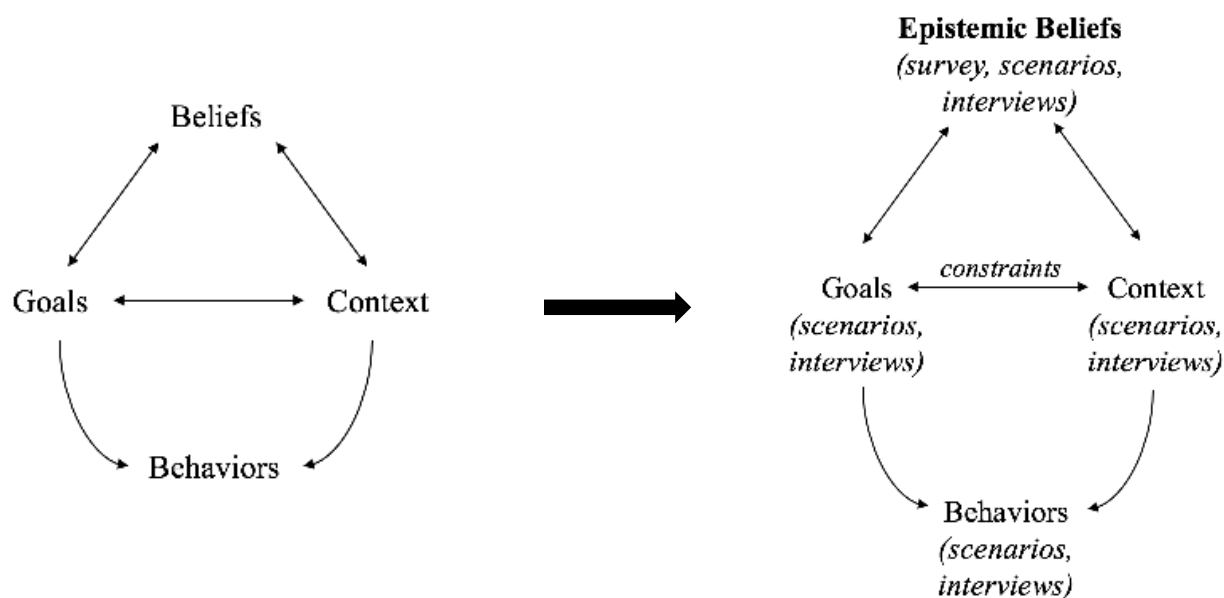 Beliefs
Goals
Context
Behaviors
Epistemic Beliefs
(survey, scenarios,
interviews)
constraints
Goals
(scenarios,
interviews)
Context
(scenarios,
interviews)
Behaviors
(scenarios,
interviews)